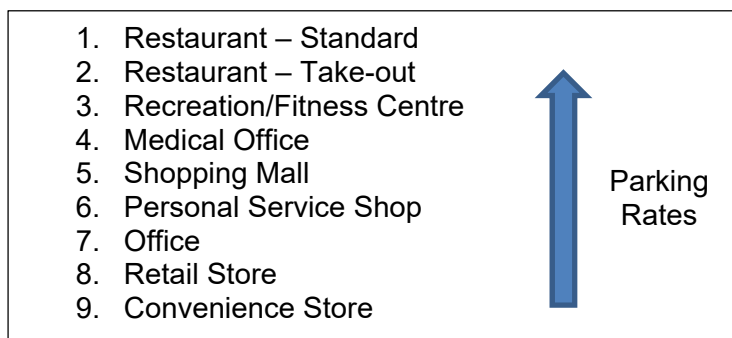 1. Restaurant – Standard
2. Restaurant – Take-out
3. Recreation/Fitness Centre
4. Medical Office
5. Shopping Mall
6. Personal Service Shop
7. Office
8. Retail Store
9. Convenience Store
Parking
Rates